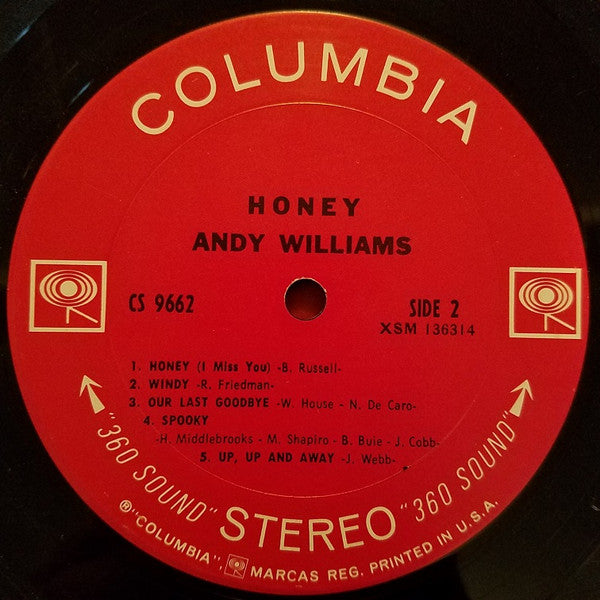 COLUMBIA
HONEY
ANDY WILLIAMS
CS 9662
SIDE 2
XSM 136314
1. HONEY (I Miss You) -B. Russell-
2. WINDY -R. Friedman-
3. OUR LAST GOODBYE -W. House - N. De Caro-
4. SPOOKY
-H. Middlebrooks - M. Shapiro - B. Buie - J. Cobb-
5. UP, UP AND AWAY -J. Webb-
"360 SOUND" STEREO "360 SOUND"
Ⓡ"COLUMBIA", MARCAS REG. PRINTED IN U.S.A.